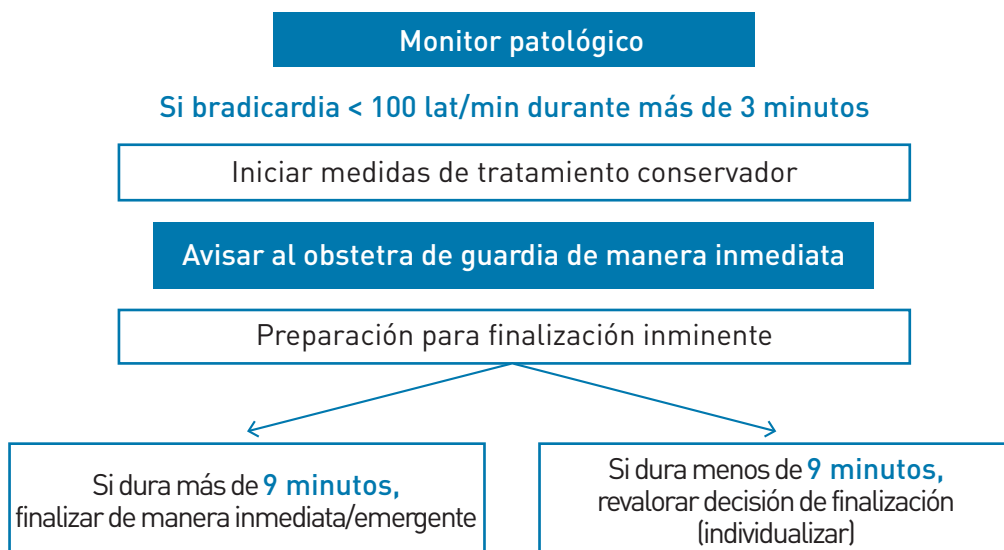 Monitor patológico
Si bradicardia < 100 lat/min durante más de 3 minutos
Iniciar medidas de tratamiento conservador
Avisar al obstetra de guardia de manera inmediata
Preparación para finalización inminente
Si dura más de 9 minutos,
finalizar de manera inmediata/emergente
Si dura menos de 9 minutos,
revalorar decisión de finalización
(individualizar)